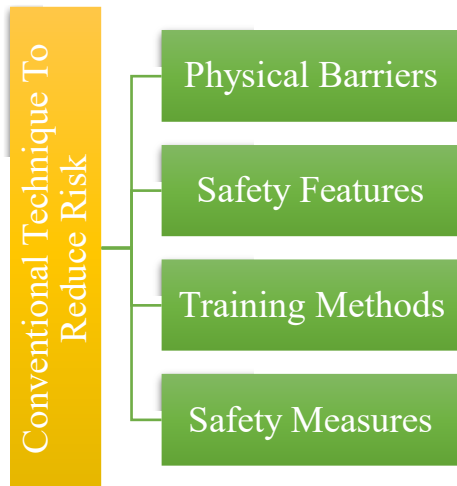 Conventional Technique To
Reduce Risk
Physical Barriers
Safety Features
Training Methods
Safety Measures